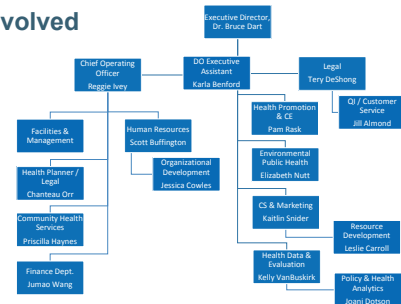 volved
Executive Director,
Dr. Bruce Dart
Chief Operating
Officer
Reggie Ivey
DO Executive
Assistant
Karla Benford
Legal
Tery DeShong
QI / Customer
Service
Jill Almond
Health Promotion
& CE
Pam Rask
Facilities &
Management
Human Resources
Scott Buffington
Environmental
Public Health
Elizabeth Nutt
Organizational
Development
Jessica Cowles
Health Planner /
Legal
Chanteau Orr
CS & Marketing
Kaitlin Snider
Community Health
Services
Priscilla Haynes
Resource
Development
Leslie Carroll
Health Data &
Evaluation
Kelly VanBuskirk
Finance Dept.
Jumao Wang
Policy & Health
Analytics
Joani Dotson